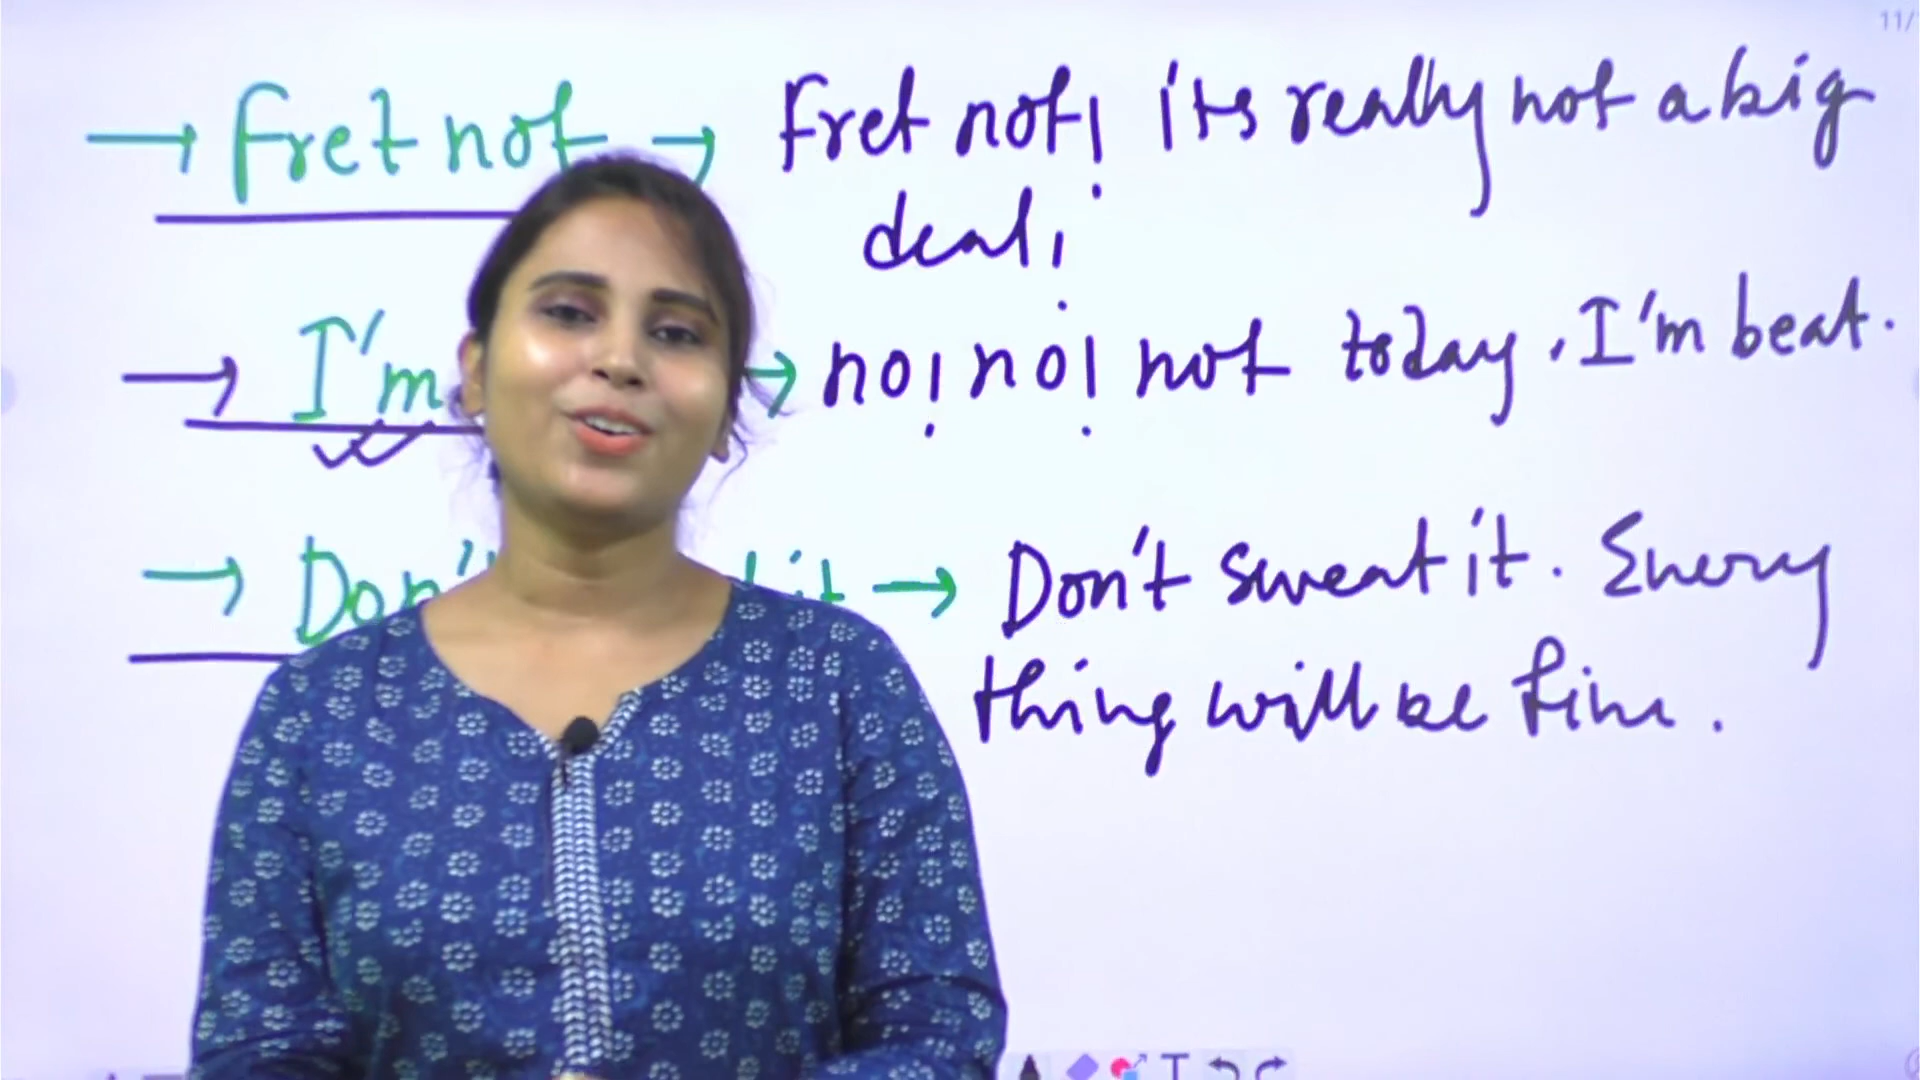 11/
→ Fret not → Fret not! its really not a big
deal!
→ I'm → no! no! not today, I'm beat.
→ Don't it → Don't sweat it. Every
thing will be fine.
T